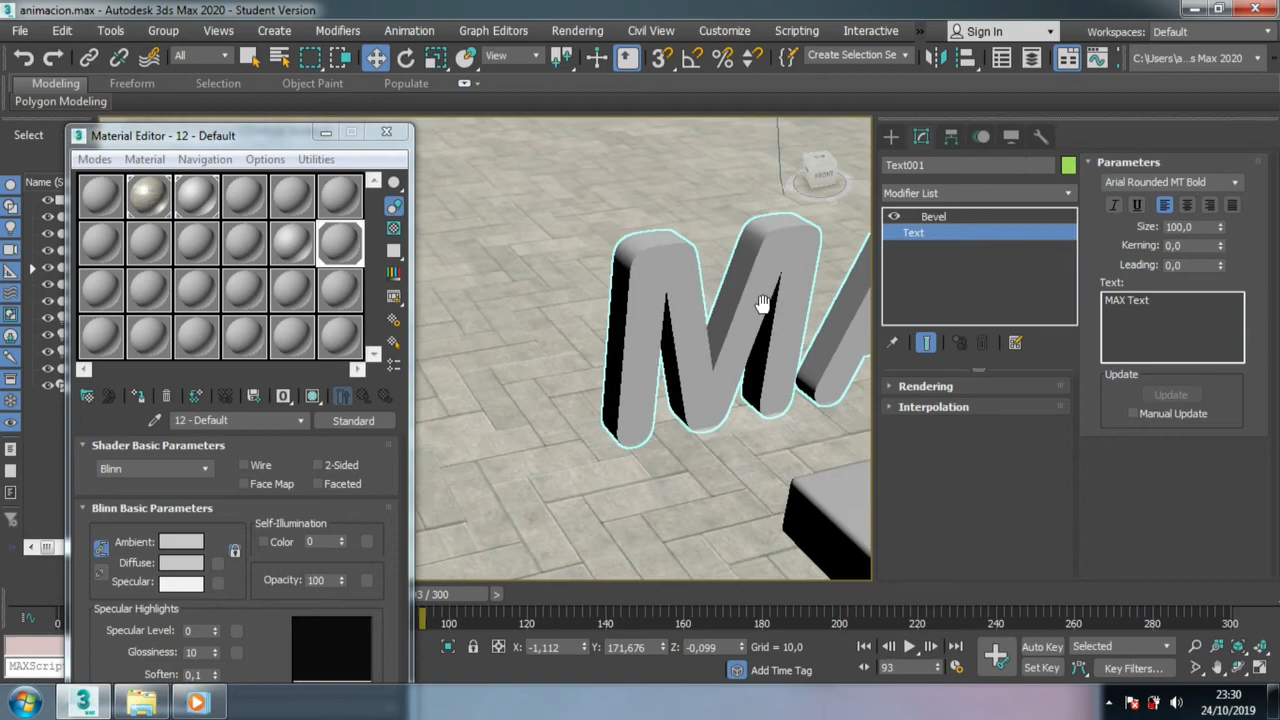 animacion.max - Autodesk 3ds Max 2020 - Student Version
File Edit Tools Group Views Create Modifiers Animation Graph Editors Rendering Civil View Customize Scripting Interactive Sign In Workspaces: Default
All View Create Selection Se C:\Se...s Max 2020
Modeling Freeform Selection Object Paint Populate
Polygon Modeling
Select
Name (S
Material Editor - 12 - Default
Modes Material Navigation Options Utilities
12 - Default Standard
Shader Basic Parameters
Blinn Wire 2-Sided
Face Map Faceted
Blinn Basic Parameters
Self-Illumination
Ambient: Color 0
Diffuse:
Specular: Opacity: 100
Specular Highlights
Specular Level: 0
Glossiness: 10
Soften: 0,1
FRONT
MA
Text001
Modifier List
Bevel
Text
Rendering
Interpolation
Parameters
Arial Rounded MT Bold
Size: 100,0
Kerning: 0,0
Leading: 0,0
Text:
MAX Text
Update
Update
Manual Update
93 / 300
100 120 140 160 180 200 220 240 260 280 300
X: -1,112 Y: 171,676 Z: -0,099 Grid = 10,0 Auto Key Selected
MAXScript Add Time Tag 93 Set Key Key Filters...
23:30
24/10/2019